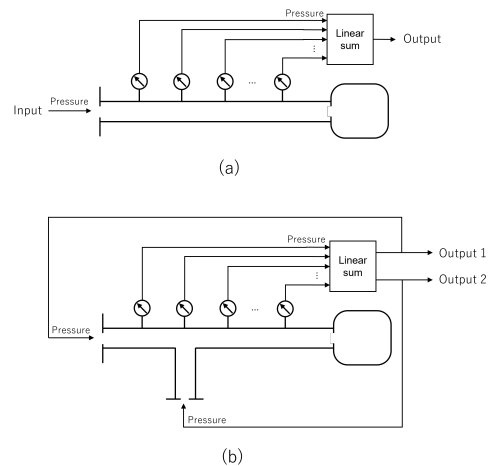 Pressure
Linear
sum
Output
...
⋮
Pressure
Input
(a)
Pressure
Linear
sum
Output 1
Output 2
...
⋮
Pressure
Pressure
(b)